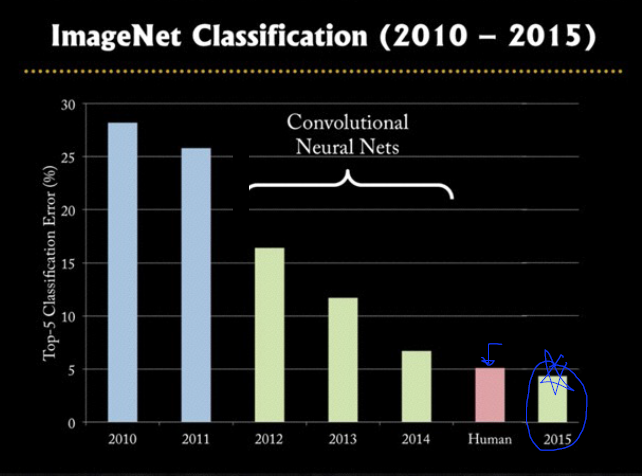 ImageNet Classification (2010 – 2015)
Top-5 Classification Error (%)
30
25
20
15
10
5
0
Convolutional
Neural Nets
2010
2011
2012
2013
2014
Human
2015